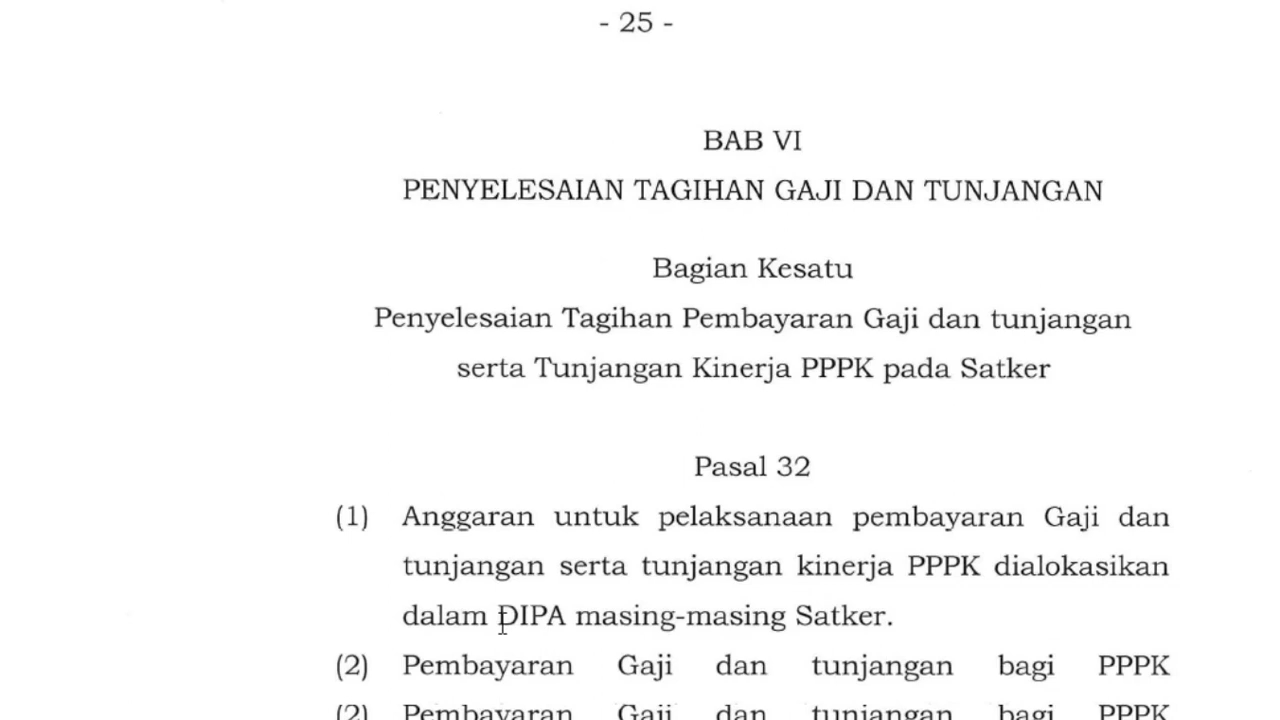 - 25 -
BAB VI
PENYELESAIAN TAGIHAN GAJI DAN TUNJANGAN
Bagian Kesatu
Penyelesaian Tagihan Pembayaran Gaji dan tunjangan
serta Tunjangan Kinerja PPPK pada Satker
Pasal 32
(1) Anggaran untuk pelaksanaan pembayaran Gaji dan
tunjangan serta tunjangan kinerja PPPK dialokasikan
dalam DIPA masing-masing Satker.
(2) Pembayaran Gaji dan tunjangan bagi PPPK
(2) Pembayaran Gaji dan tunjangan bagi PPPK